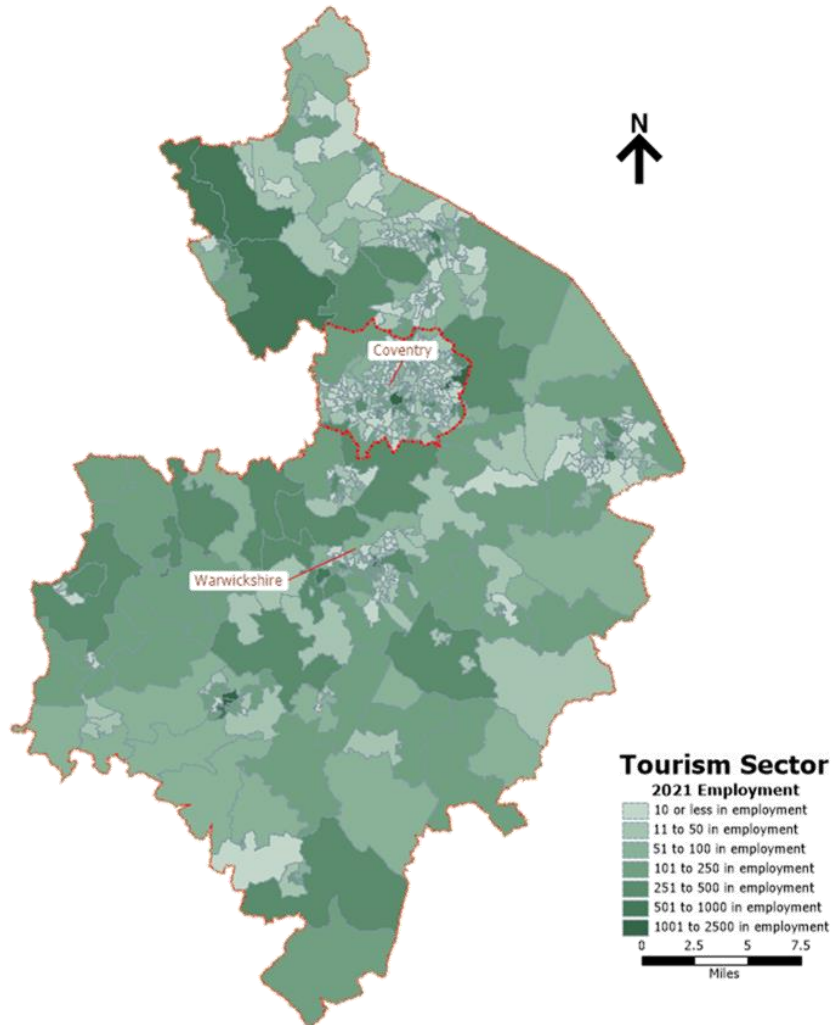 N
Coventry
Warwickshire
Tourism Sector
2021 Employment
10 or less in employment
11 to 50 in employment
51 to 100 in employment
101 to 250 in employment
251 to 500 in employment
501 to 1000 in employment
1001 to 2500 in employment
0 2.5 5 7.5
Miles